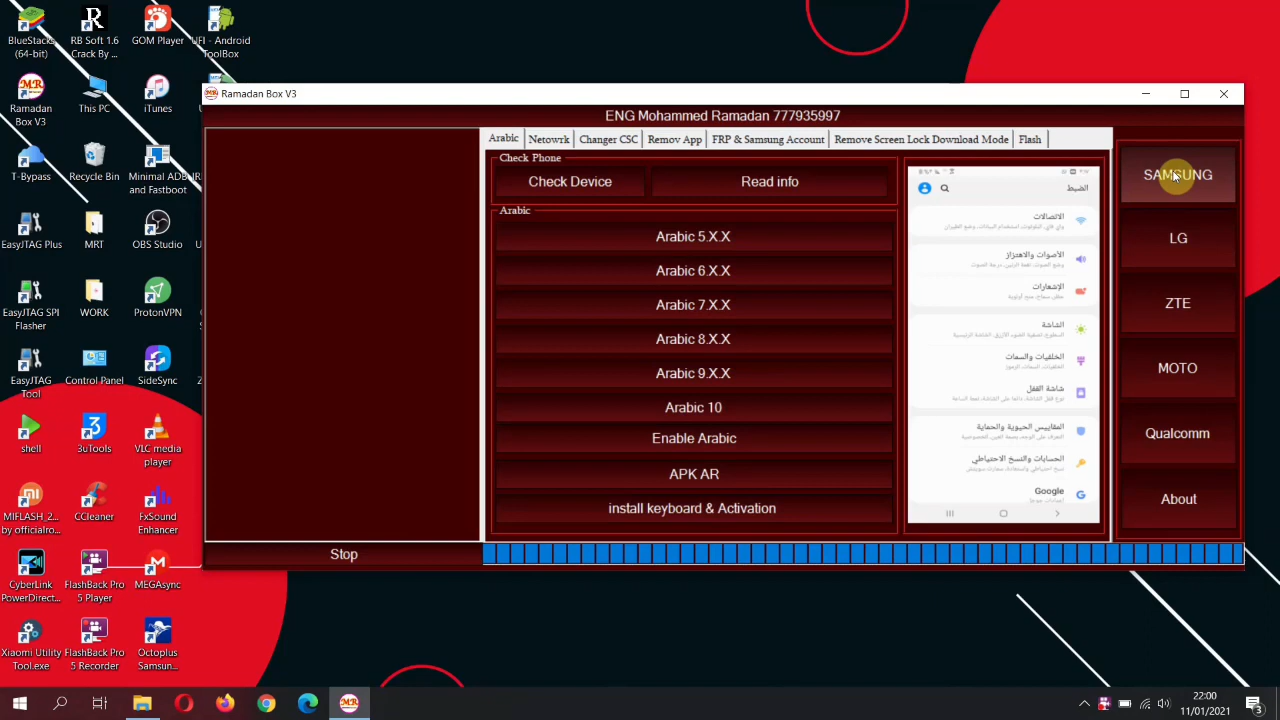 BlueStacks (64-bit)
RB Soft 1.6 Crack By ...
GOM Player
UFI - Android ToolBox
Ramadan Box V3
This PC
iTunes
T-Bypass
Recycle Bin
Minimal ADB and Fastboot
EasyJTAG Plus
MRT
OBS Studio
EasyJTAG SPI Flasher
WORK
ProtonVPN
EasyJTAG Tool
Control Panel
SideSync
shell
3uTools
VLC media player
MIFLASH_2... by officialro...
CCleaner
FxSound Enhancer
CyberLink PowerDirect...
FlashBack Pro 5 Player
MEGAsync
Xiaomi Utility Tool.exe
FlashBack Pro 5 Recorder
Octoplus Samsun...
Ramadan Box V3
ENG Mohammed Ramadan 777935997
Arabic
Netowrk
Changer CSC
Remov App
FRP & Samsung Account
Remove Screen Lock Download Mode
Flash
Check Phone
Check Device
Read info
Arabic
Arabic 5.X.X
Arabic 6.X.X
Arabic 7.X.X
Arabic 8.X.X
Arabic 9.X.X
Arabic 10
Enable Arabic
APK AR
install keyboard & Activation
الضبط
الاتصالات
الأصوات والاهتزاز
الإشعارات
الشاشة
الخلفيات والسمات
شاشة القفل
المقاييس الحيوية والحماية
الحسابات والنسخ الاحتياطي
Google
SAMSUNG
LG
ZTE
MOTO
Qualcomm
About
Stop
22:00
11/01/2021
3